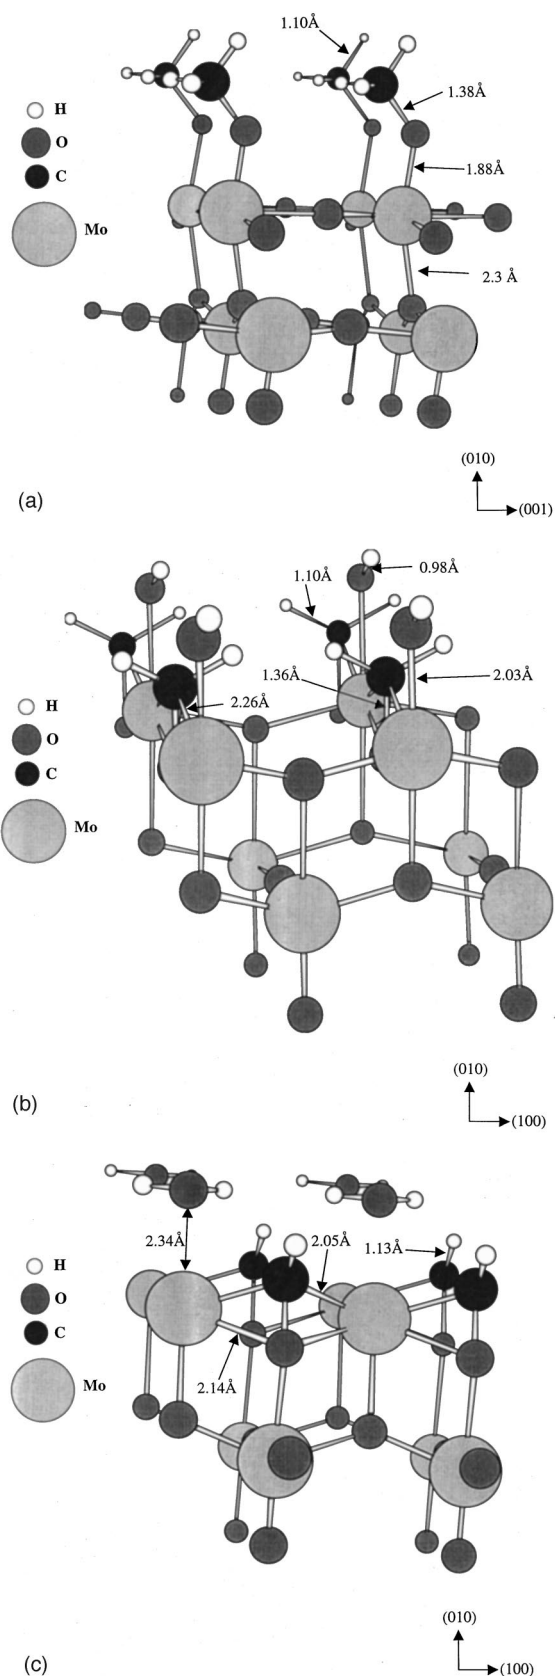 1.10Å
H
1.38Å
O
1.88Å
C
Mo
2.3 Å
(010)
(001)
(a)
0.98Å
1.10Å
1.36Å
2.03Å
H
2.26Å
O
C
Mo
(010)
(100)
(b)
2.34Å
2.05Å
1.13Å
H
O
C
2.14Å
Mo
(010)
(100)
(c)